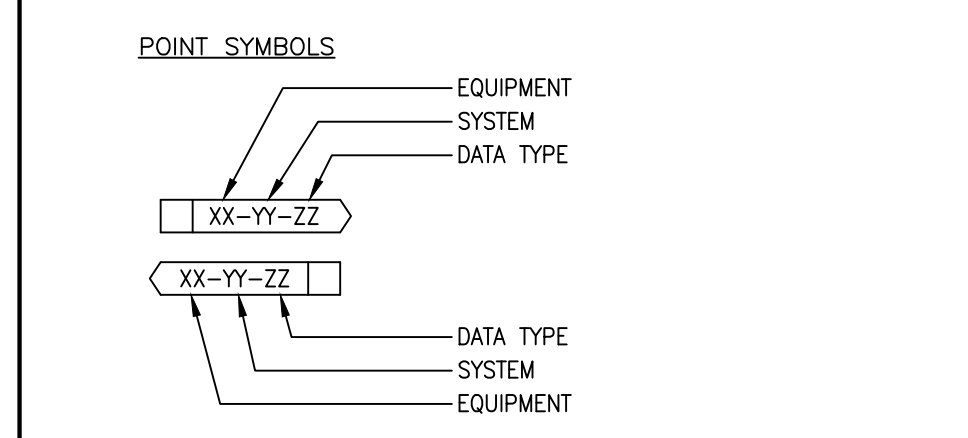 POINT SYMBOLS
EQUIPMENT
SYSTEM
DATA TYPE
XX-YY-ZZ
XX-YY-ZZ
DATA TYPE
SYSTEM
EQUIPMENT